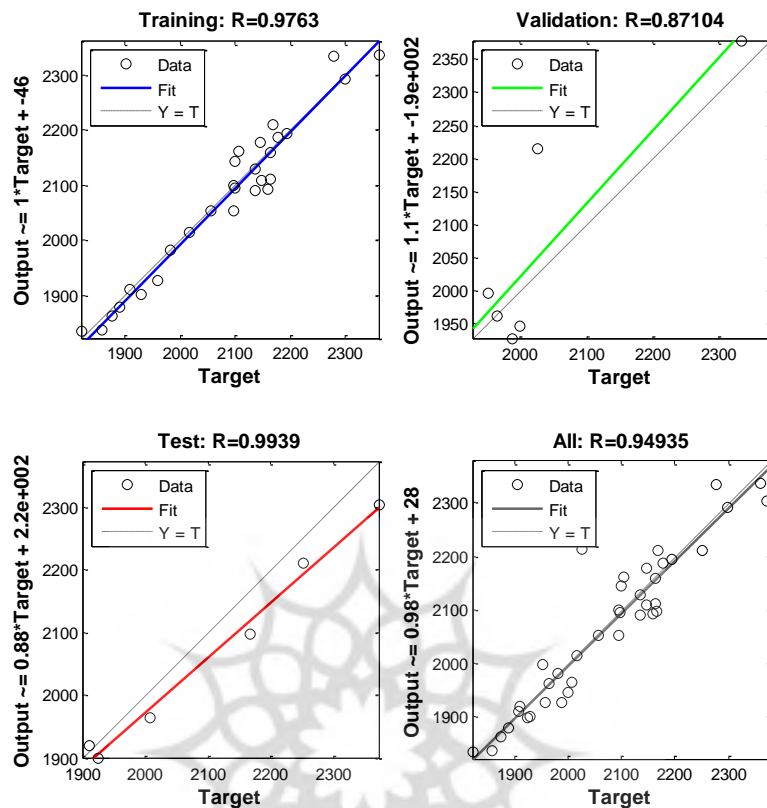 Training: R=0.9763
Output ~= 1*Target + -46
2300
2200
2100
2000
1900
Data
Fit
Y = T
1900 2000 2100 2200 2300
Target
Validation: R=0.87104
Output ~= 1.1*Target + -1.9e+002
2350
2300
2250
2200
2150
2100
2050
2000
1950
Data
Fit
Y = T
2000 2100 2200 2300
Target
Test: R=0.9939
Output ~= 0.88*Target + 2.2e+002
2300
2200
2100
2000
1900
Data
Fit
Y = T
1900 2000 2100 2200 2300
Target
All: R=0.94935
Output ~= 0.98*Target + 28
2300
2200
2100
2000
1900
Data
Fit
Y = T
1900 2000 2100 2200 2300
Target